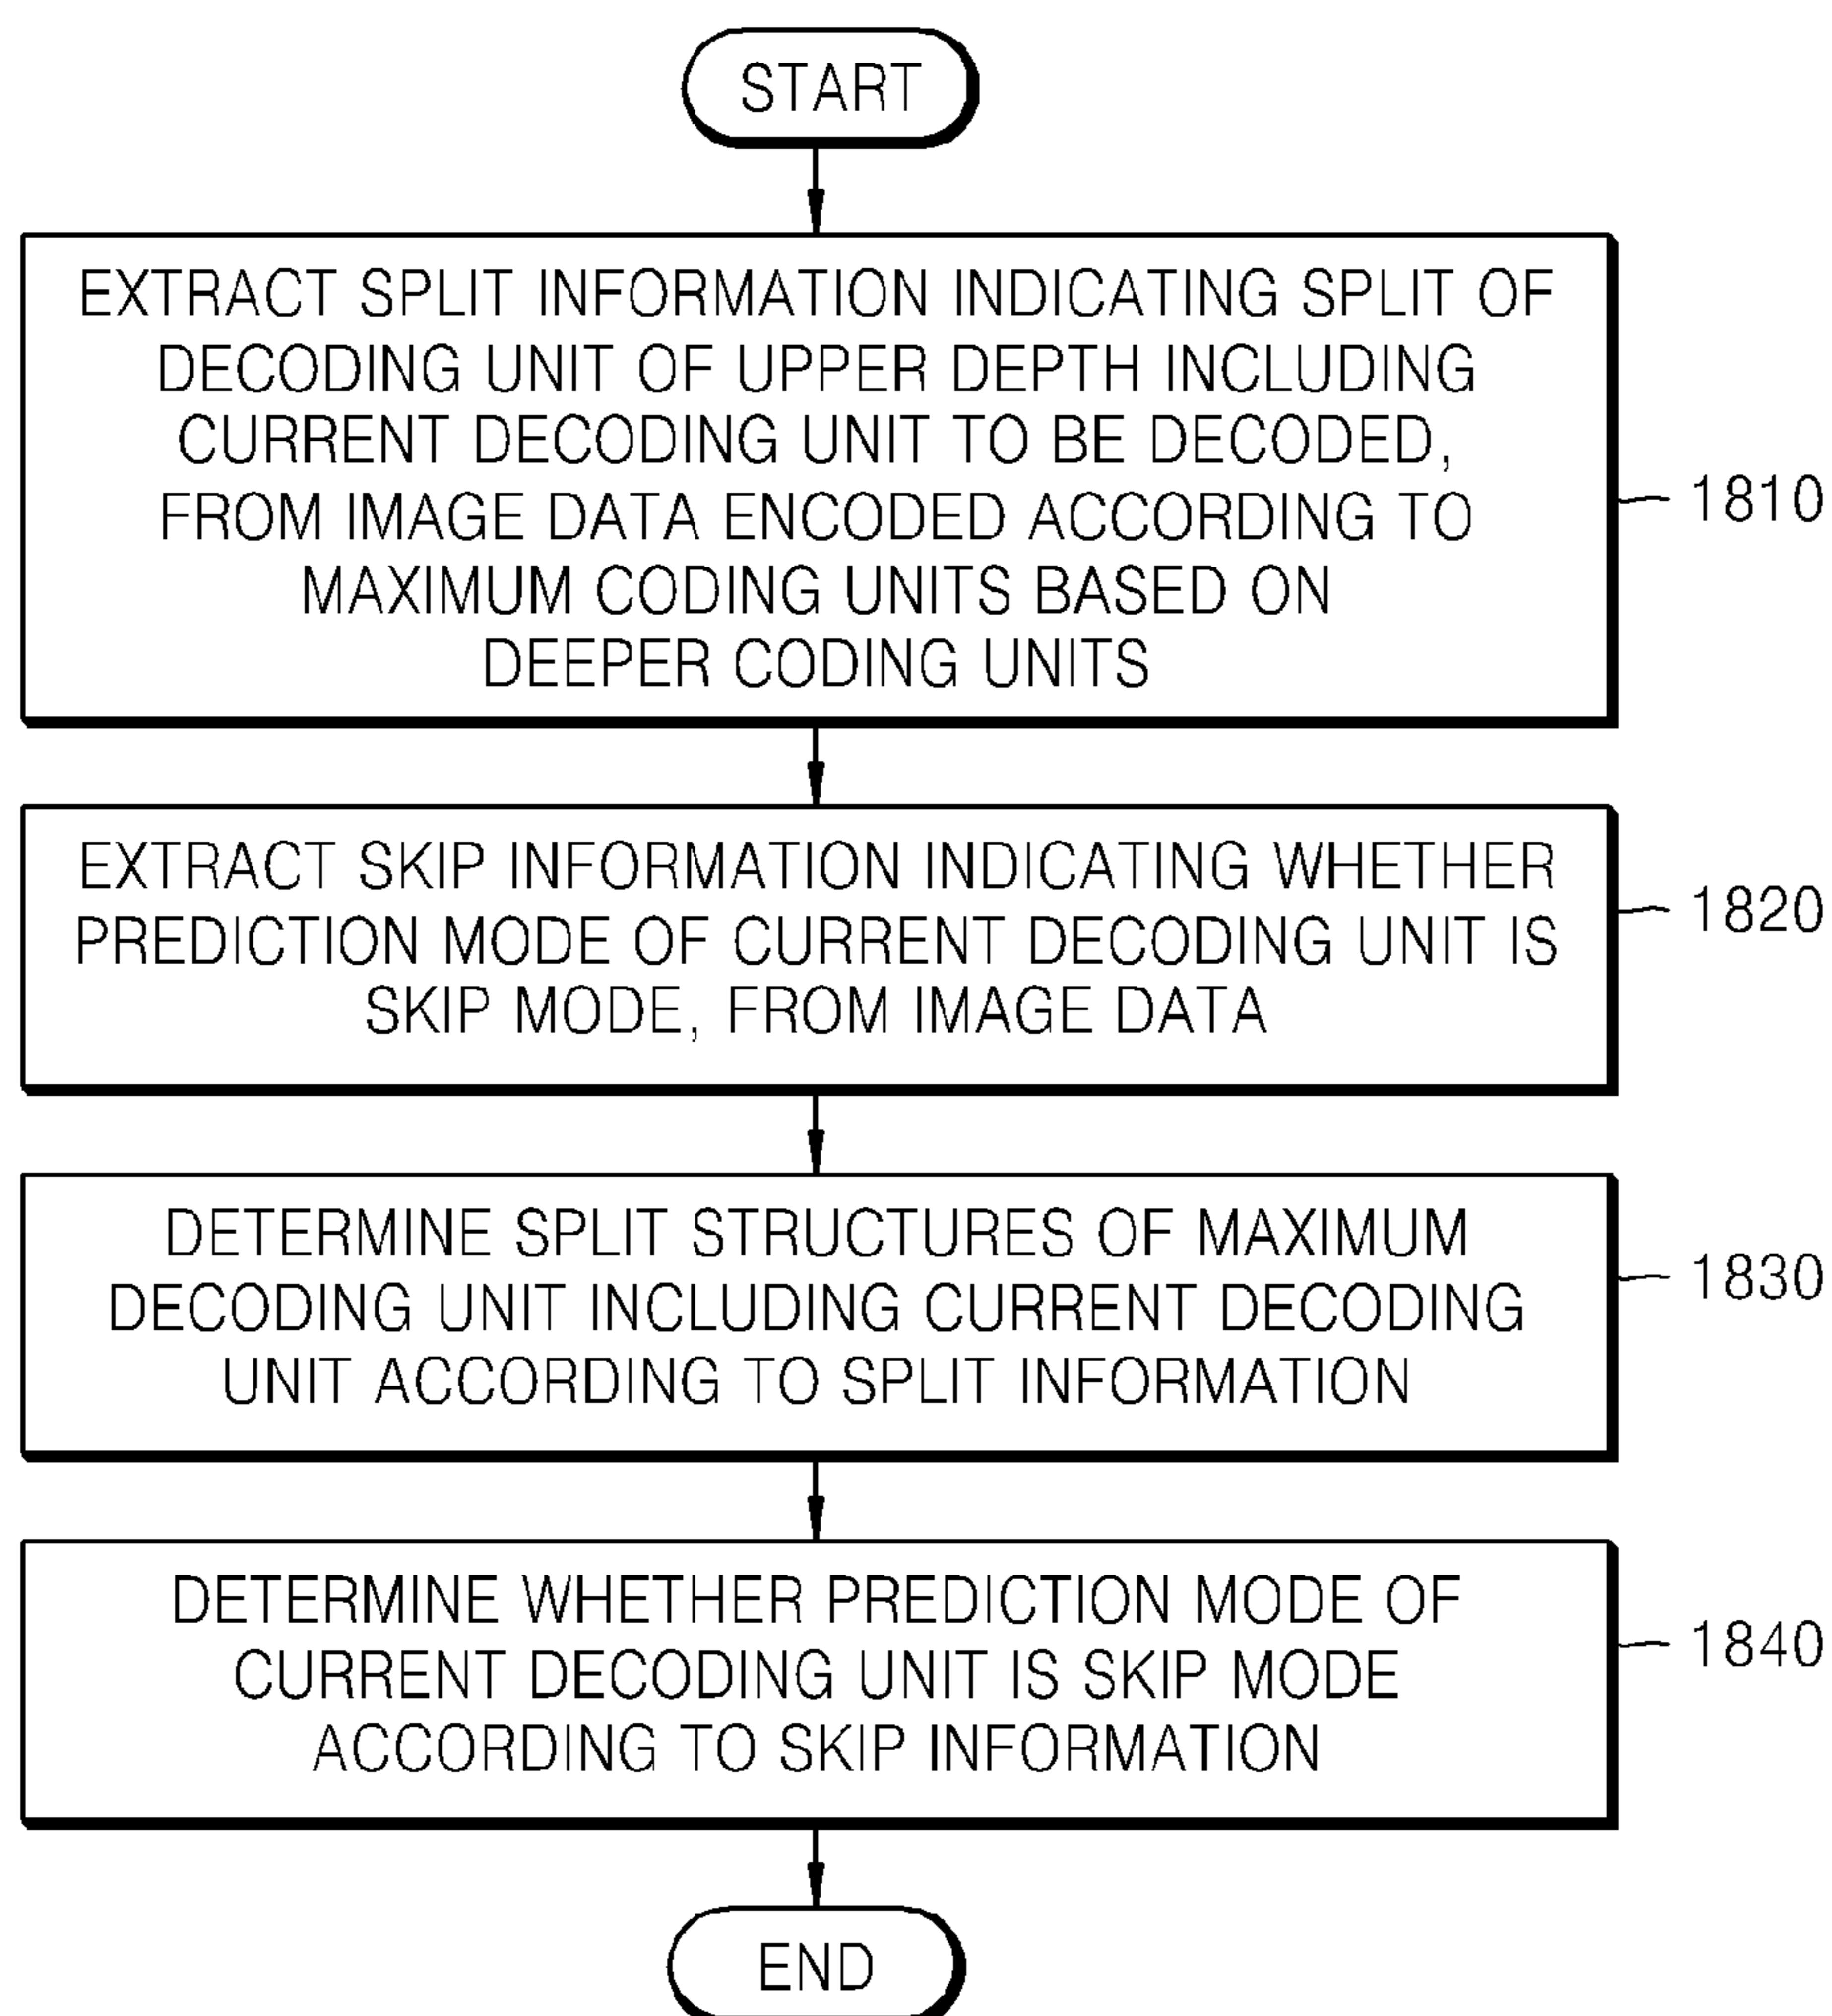 START
EXTRACT SPLIT INFORMATION INDICATING SPLIT OF
DECODING UNIT OF UPPER DEPTH INCLUDING
CURRENT DECODING UNIT TO BE DECODED,
FROM IMAGE DATA ENCODED ACCORDING TO
MAXIMUM CODING UNITS BASED ON
DEEPER CODING UNITS
1810
EXTRACT SKIP INFORMATION INDICATING WHETHER
PREDICTION MODE OF CURRENT DECODING UNIT IS
SKIP MODE, FROM IMAGE DATA
1820
DETERMINE SPLIT STRUCTURES OF MAXIMUM
DECODING UNIT INCLUDING CURRENT DECODING
UNIT ACCORDING TO SPLIT INFORMATION
1830
DETERMINE WHETHER PREDICTION MODE OF
CURRENT DECODING UNIT IS SKIP MODE
ACCORDING TO SKIP INFORMATION
1840
END